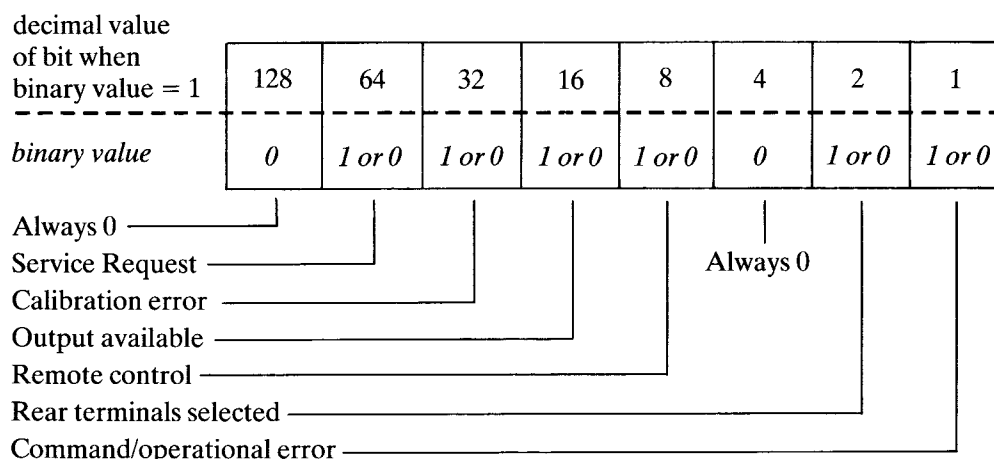 decimal value
of bit when
binary value = 1
128 64 32 16 8 4 2 1
binary value 0 1 or 0 1 or 0 1 or 0 1 or 0 0 1 or 0 1 or 0
Always 0
Service Request
Always 0
Calibration error
Output available
Remote control
Rear terminals selected
Command/operational error